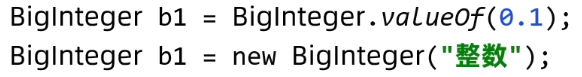 BigInteger b1 = BigInteger.valueOf(0.1);
BigInteger b1 = new BigInteger("整数");